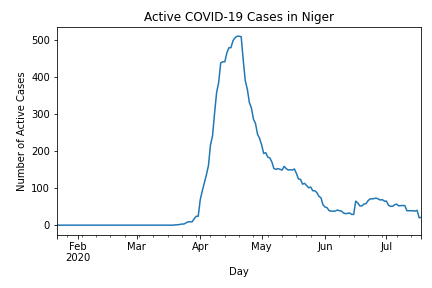 Active COVID-19 Cases in Niger
Number of Active Cases
500
400
300
200
100
0
Feb Mar Apr May Jun Jul
2020
Day